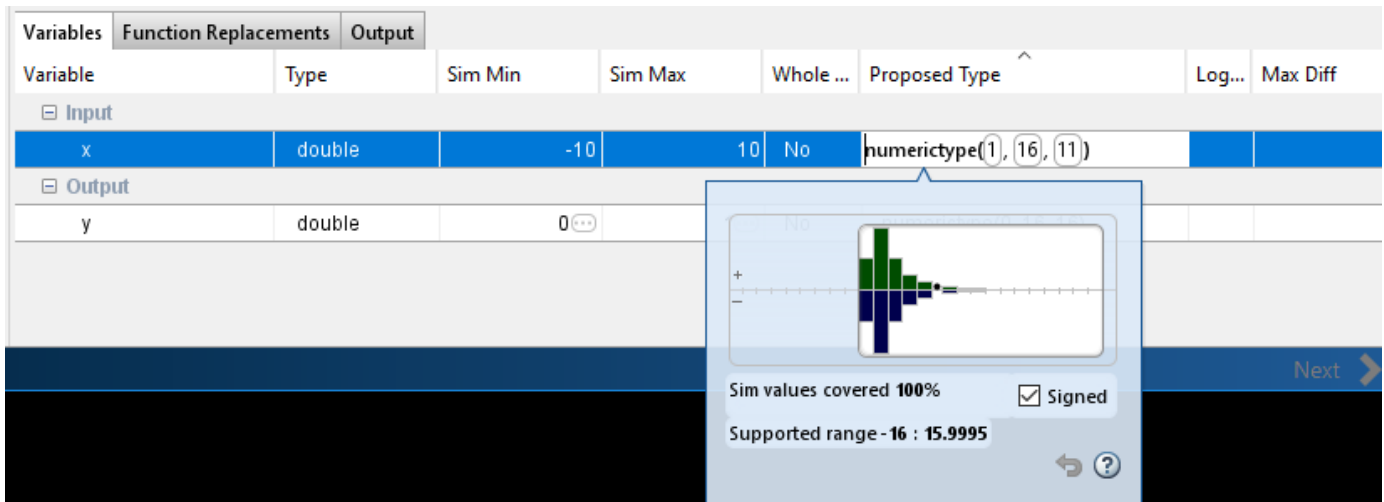 Variables Function Replacements Output
Variable Type Sim Min Sim Max Whole ... Proposed Type Log... Max Diff
Input
x double -10 10 No numerictype(1, 16, 11)
Output
y double 0 No
+
−
Sim values covered 100% Signed
Supported range -16 : 15.9995
Next